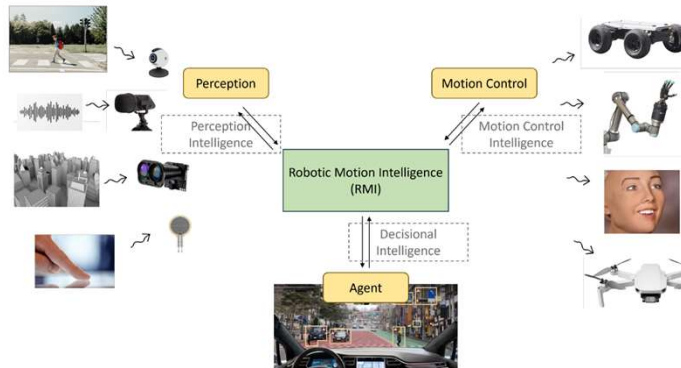 Perception
Motion Control
Perception
Intelligence
Motion Control
Intelligence
Robotic Motion Intelligence
(RMI)
Decisional
Intelligence
Agent